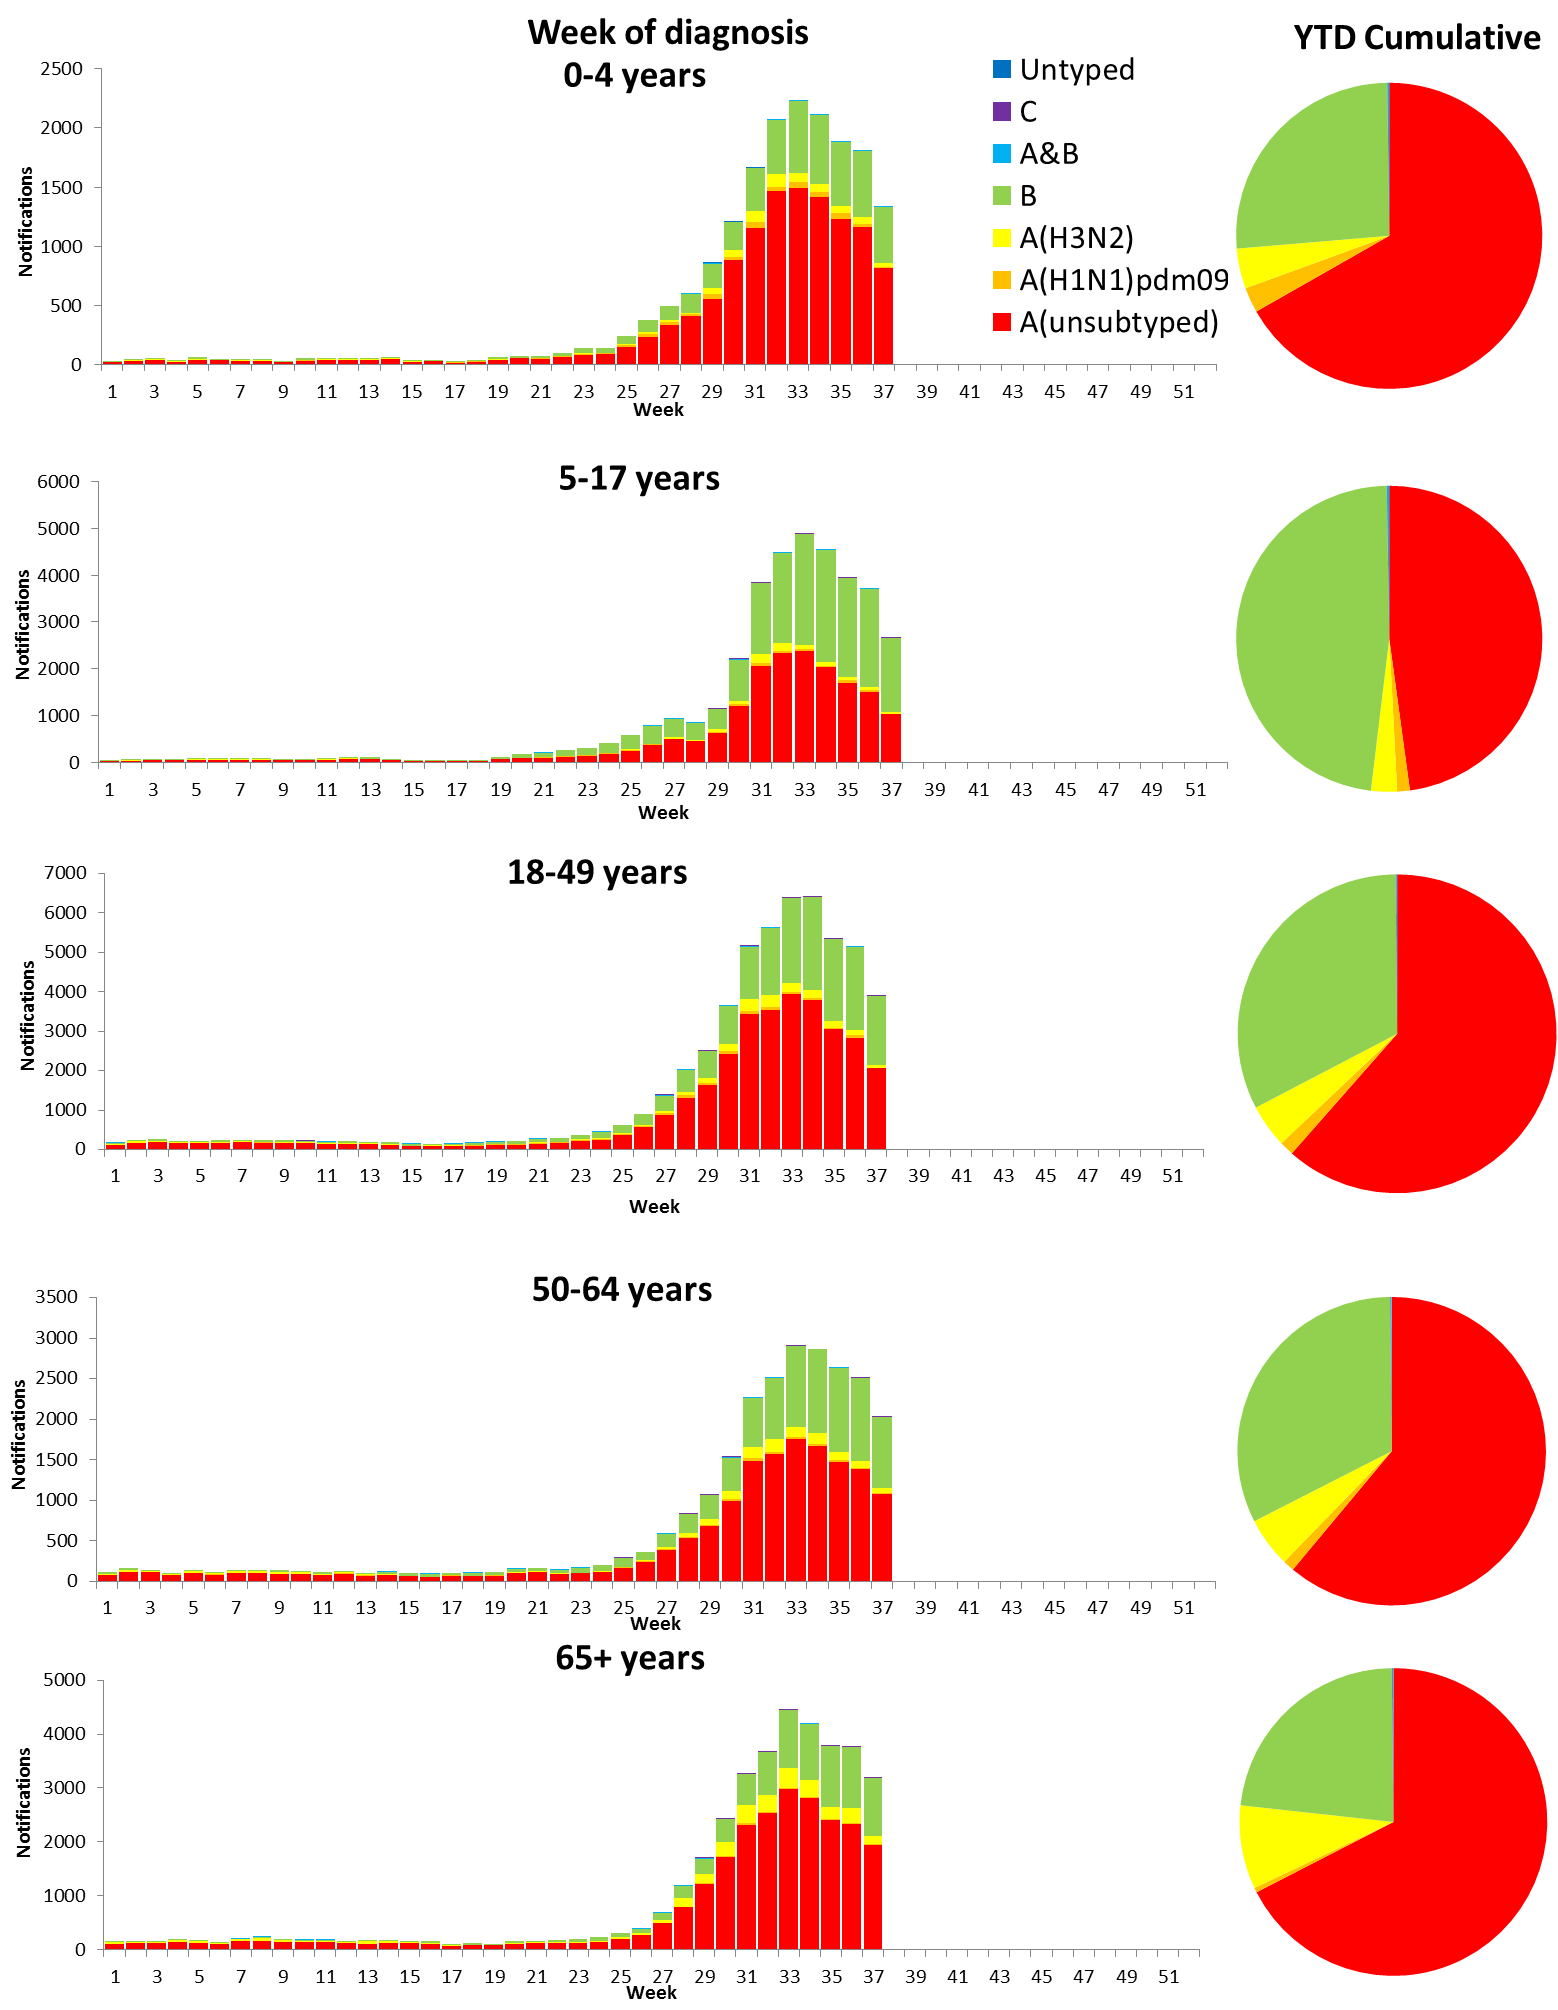 Week of diagnosis
YTD Cumulative
0-4 years
Untyped
C
A&B
B
A(H3N2)
A(H1N1)pdm09
A(unsubtyped)
Notifications
2500
2000
1500
1000
500
0
1 3 5 7 9 11 13 15 17 19 21 23 25 27 29 31 33 35 37 39 41 43 45 47 49 51
Week
5-17 years
Notifications
6000
5000
4000
3000
2000
1000
0
1 3 5 7 9 11 13 15 17 19 21 23 25 27 29 31 33 35 37 39 41 43 45 47 49 51
Week
18-49 years
Notifications
7000
6000
5000
4000
3000
2000
1000
0
1 3 5 7 9 11 13 15 17 19 21 23 25 27 29 31 33 35 37 39 41 43 45 47 49 51
Week
50-64 years
Notifications
3500
3000
2500
2000
1500
1000
500
0
1 3 5 7 9 11 13 15 17 19 21 23 25 27 29 31 33 35 37 39 41 43 45 47 49 51
Week
65+ years
Notifications
5000
4000
3000
2000
1000
0
1 3 5 7 9 11 13 15 17 19 21 23 25 27 29 31 33 35 37 39 41 43 45 47 49 51
Week